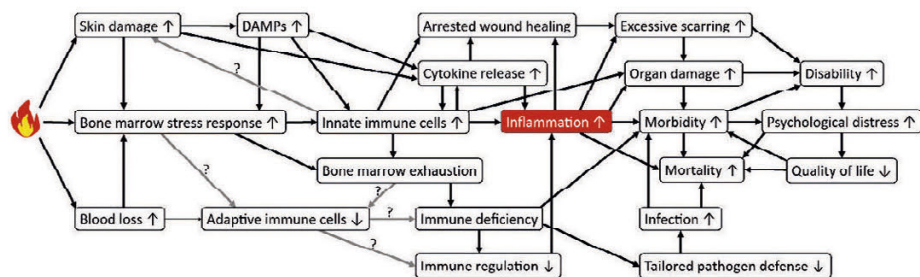 Skin damage ↑ DAMPs ↑ Arrested wound healing Excessive scarring ↑
?
Cytokine release ↑ Organ damage ↑ Disability ↑
Bone marrow stress response ↑ Innate immune cells ↑ Inflammation ↑ Morbidity ↑ Psychological distress ↑
?
Bone marrow exhaustion Mortality ↑ Quality of life ↓
?
Blood loss ↑ Adaptive immune cells ↓ ? Immune deficiency Infection ↑
?
Immune regulation ↓ Tailored pathogen defense ↓